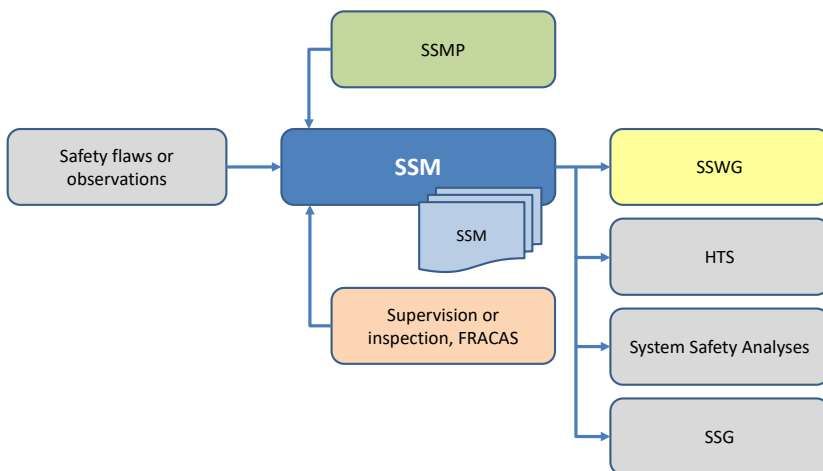 SSMP
Safety flaws or
observations
SSM
SSWG
SSM
HTS
Supervision or
inspection, FRACAS
System Safety Analyses
SSG